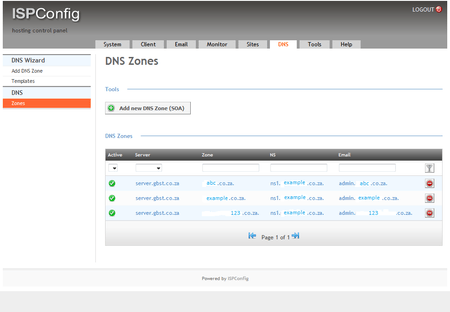 ISPConfig
LOGOUT
hosting control panel
System Client Email Monitor Sites DNS Tools Help
DNS Wizard
Add DNS Zone
Templates
DNS
Zones
DNS Zones
Tools
Add new DNS Zone (SOA)
DNS Zones
Active Server Zone NS Email
server.gbst.co.za abc.co.za. ns1.example.co.za. admin.abc.co.za.
server.gbst.co.za example.co.za. ns1.example.co.za. admin.example.co.za.
server.gbst.co.za 123.co.za. ns1.example.co.za. admin.123.co.za.
Page 1 of 1
Powered by ISPConfig